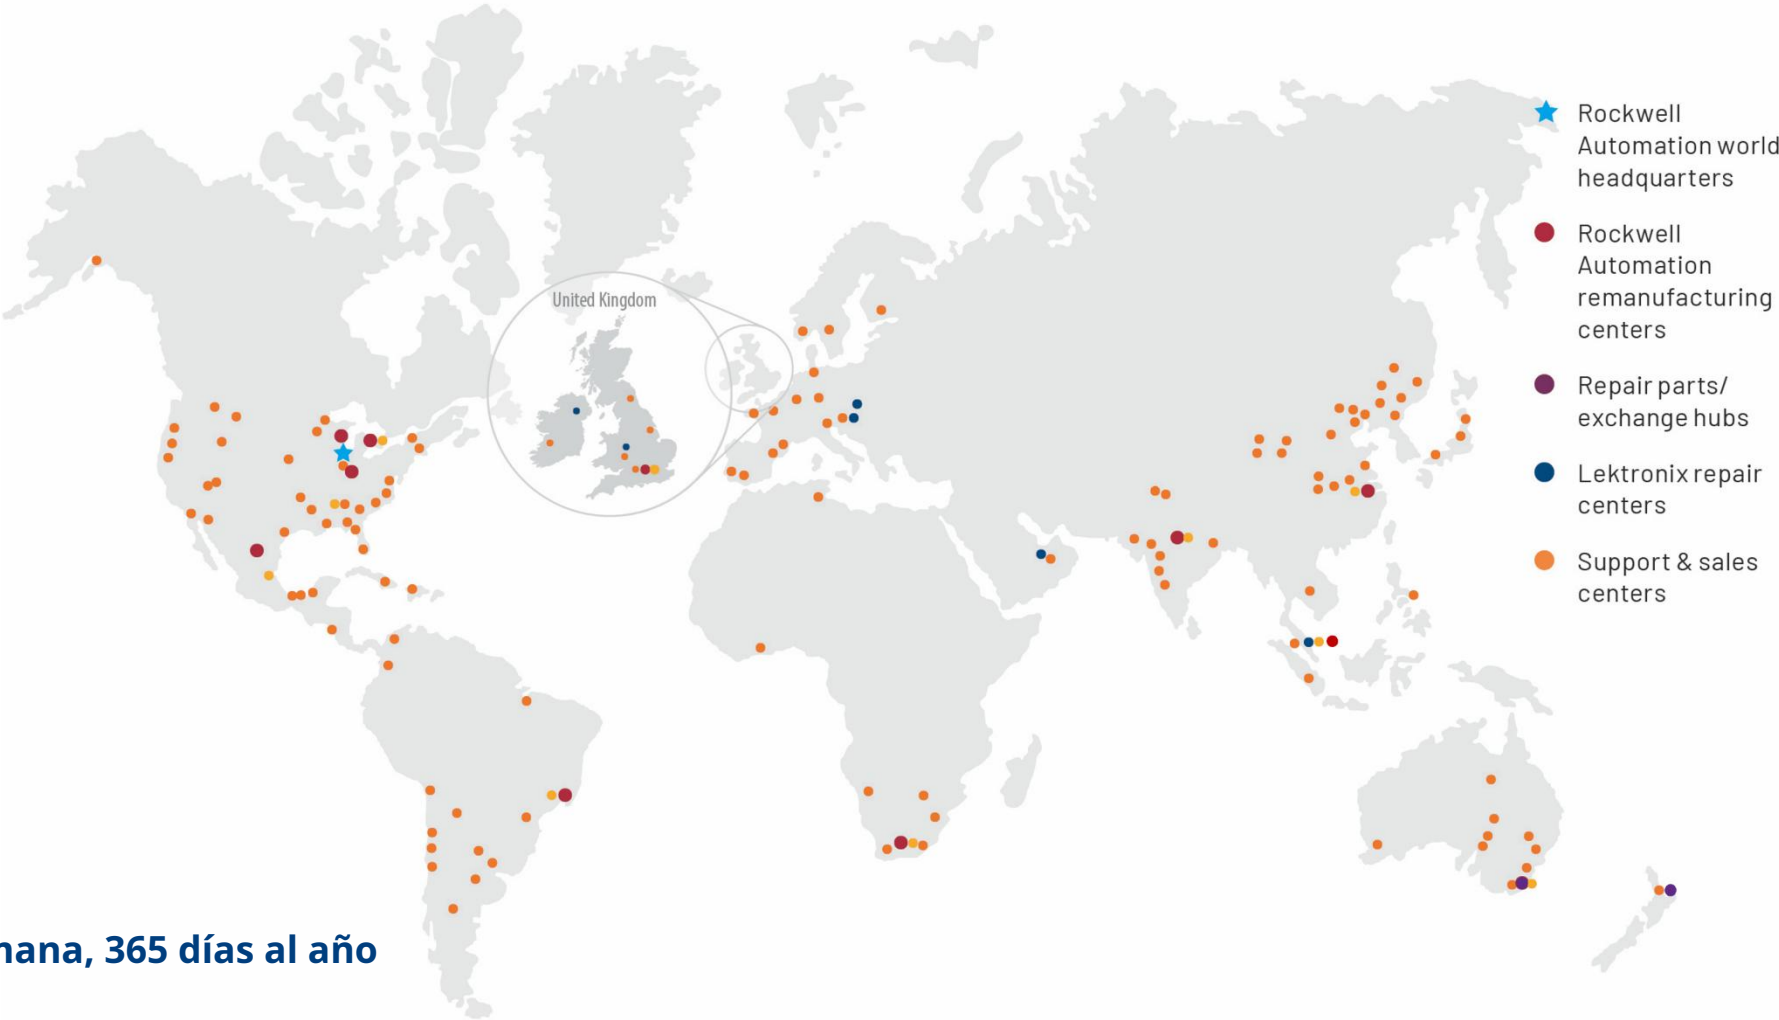 Rockwell
Automation world
headquarters
Rockwell
Automation
remanufacturing
centers
Repair parts/
exchange hubs
Lektronix repair
centers
Support & sales
centers
United Kingdom
mana, 365 días al año